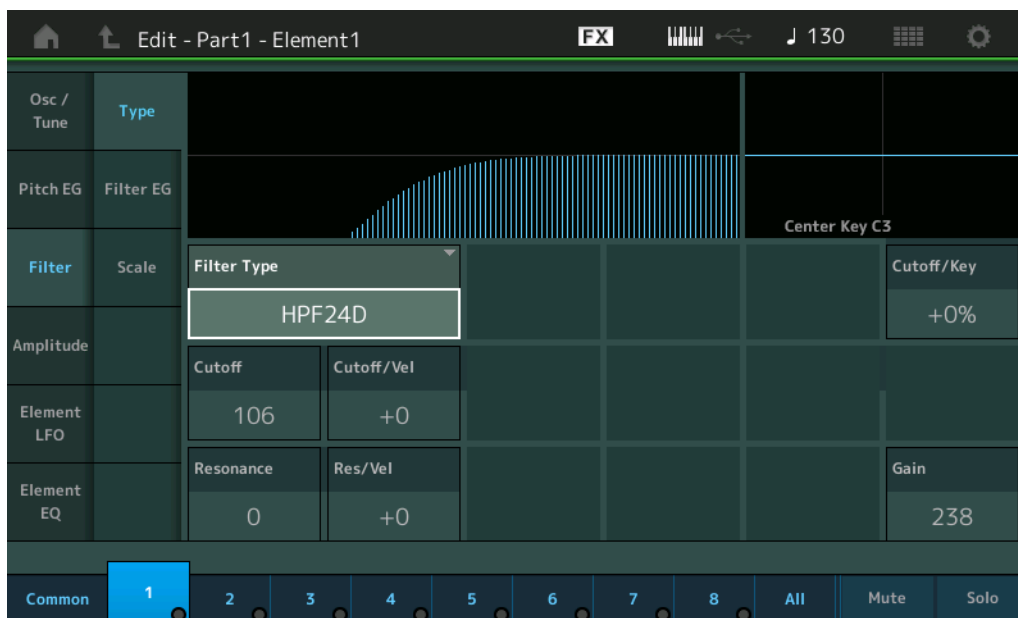 Edit - Part1 - Element1
FX
130
Osc /
Tune
Type
Pitch EG
Filter EG
Center Key C3
Filter
Scale
Filter Type
Cutoff/Key
HPF24D
+0%
Amplitude
Cutoff
Cutoff/Vel
106
+0
Element
LFO
Resonance
Res/Vel
Gain
Element
EQ
0
+0
238
Common
1
2
3
4
5
6
7
8
All
Mute
Solo